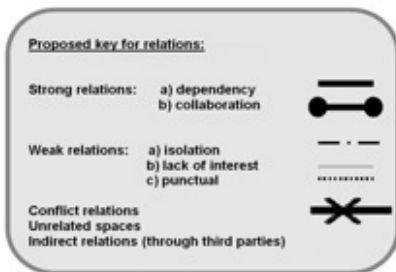 Proposed key for relations:
Strong relations: a) dependency
b) collaboration
Weak relations: a) isolation
b) lack of interest
c) punctual
Conflict relations
Unrelated spaces
Indirect relations (through third parties)